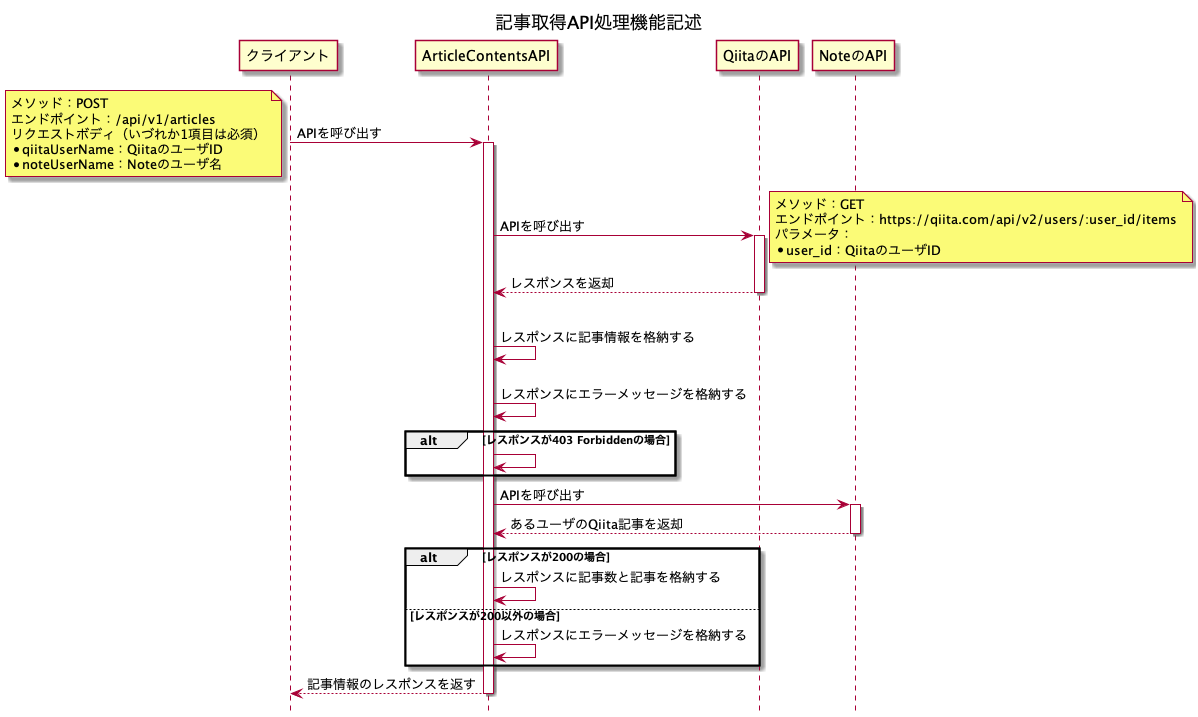 記事取得API処理機能記述
クライアント
ArticleContentsAPI
QiitaのAPI
NoteのAPI
メソッド：POST
エンドポイント：/api/v1/articles
リクエストボディ（いづれか1項目は必須）
•qiitaUserName：QiitaのユーザID
•noteUserName：Noteのユーザ名
APIを呼び出す
メソッド：GET
エンドポイント：https://qiita.com/api/v2/users/:user_id/items
パラメータ：
•user_id：QiitaのユーザID
APIを呼び出す
レスポンスを返却
レスポンスに記事情報を格納する
レスポンスにエラーメッセージを格納する
alt
[レスポンスが403 Forbiddenの場合]
APIを呼び出す
あるユーザのQiita記事を返却
alt
[レスポンスが200の場合]
レスポンスに記事数と記事を格納する
[レスポンスが200以外の場合]
レスポンスにエラーメッセージを格納する
記事情報のレスポンスを返す